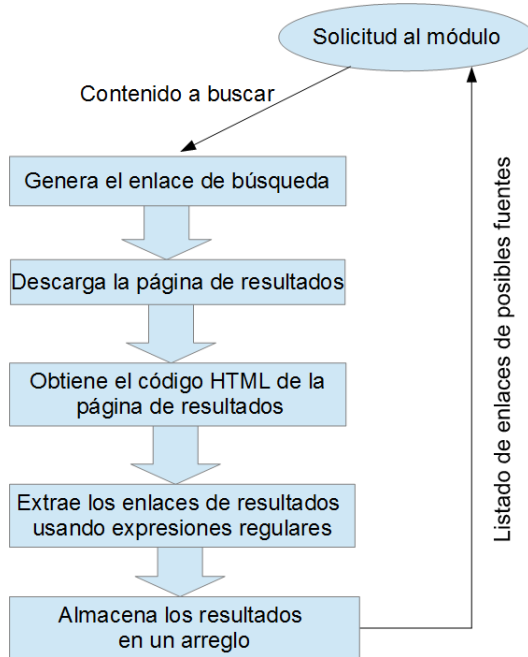 Solicitud al módulo
Contenido a buscar
Genera el enlace de búsqueda
Descarga la página de resultados
Obtiene el código HTML de la
página de resultados
Extrae los enlaces de resultados
usando expresiones regulares
Almacena los resultados
en un arreglo
Listado de enlaces de posibles fuentes